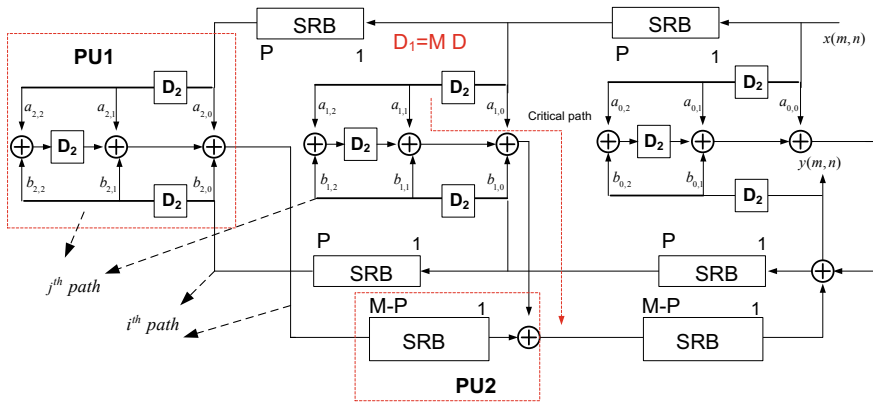 SRB
P
1
D₁=M D
SRB
P
1
x(m,n)
PU1
D₂
D₂
D₂
a₂,₂
a₂,₁
a₂,₀
a₁,₂
a₁,₁
a₁,₀
Critical path
a₀,₂
a₀,₁
a₀,₀
D₂
D₂
D₂
b₂,₂
b₂,₁
b₂,₀
b₁,₂
b₁,₁
b₁,₀
b₀,₂
b₀,₁
y(m,n)
D₂
D₂
D₂
P
1
SRB
P
1
SRB
jᵗʰ path
iᵗʰ path
M-P
1
SRB
M-P
1
SRB
PU2